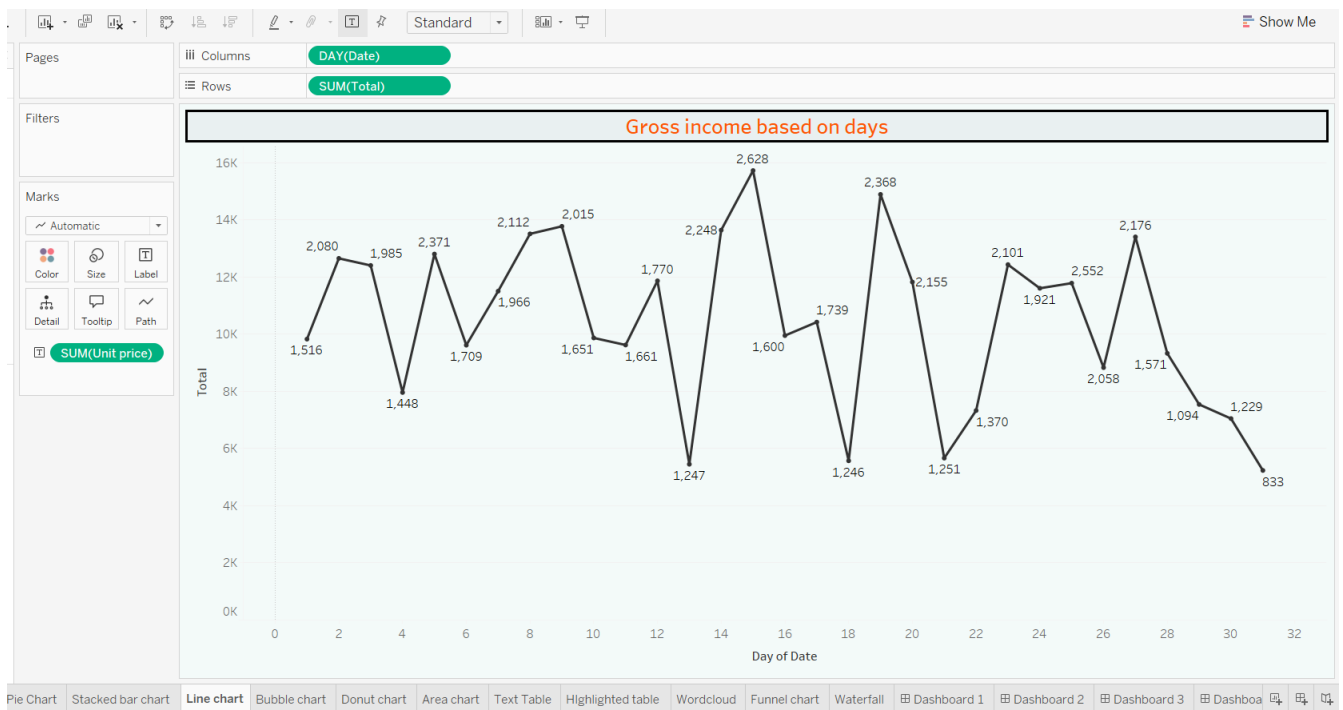 Standard
Show Me
Pages
iii Columns
DAY(Date)
Rows
SUM(Total)
Filters
Gross income based on days
Marks
Automatic
Color Size Label
Detail Tooltip Path
SUM(Unit price)
Total
16K
14K
12K
10K
8K
6K
4K
2K
0K
1,516
2,080
1,985
1,448
2,371
1,709
1,966
2,112
2,015
1,651
1,661
1,770
1,247
2,248
2,628
1,600
1,739
1,246
2,368
2,155
1,251
1,370
2,101
1,921
2,552
2,058
2,176
1,571
1,094
1,229
833
0 2 4 6 8 10 12 14 16 18 20 22 24 26 28 30 32
Day of Date
Pie Chart Stacked bar chart Line chart Bubble chart Donut chart Area chart Text Table HIghlighted table Wordcloud Funnel chart Waterfall Dashboard 1 Dashboard 2 Dashboard 3 Dashboa